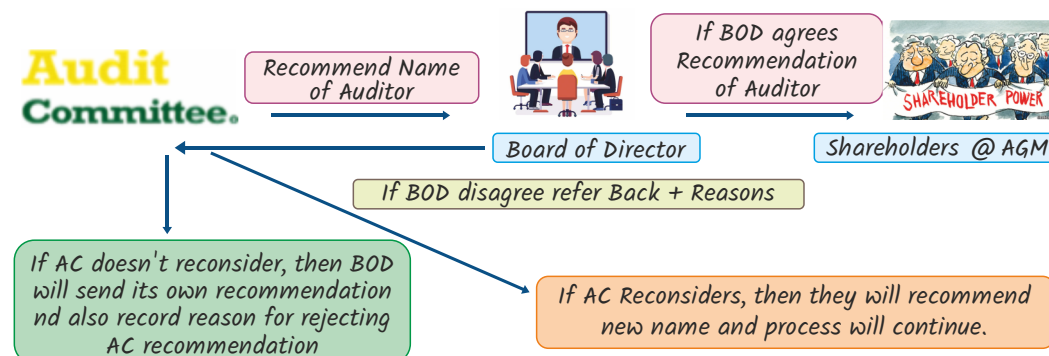 Audit
Committee.
Recommend Name
of Auditor
If BOD agrees
Recommendation
of Auditor
SHAREHOLDER POWER
Board of Director
Shareholders @ AGM
If BOD disagree refer Back + Reasons
If AC doesn't reconsider, then BOD
will send its own recommendation
nd also record reason for rejecting
AC recommendation
If AC Reconsiders, then they will recommend
new name and process will continue.